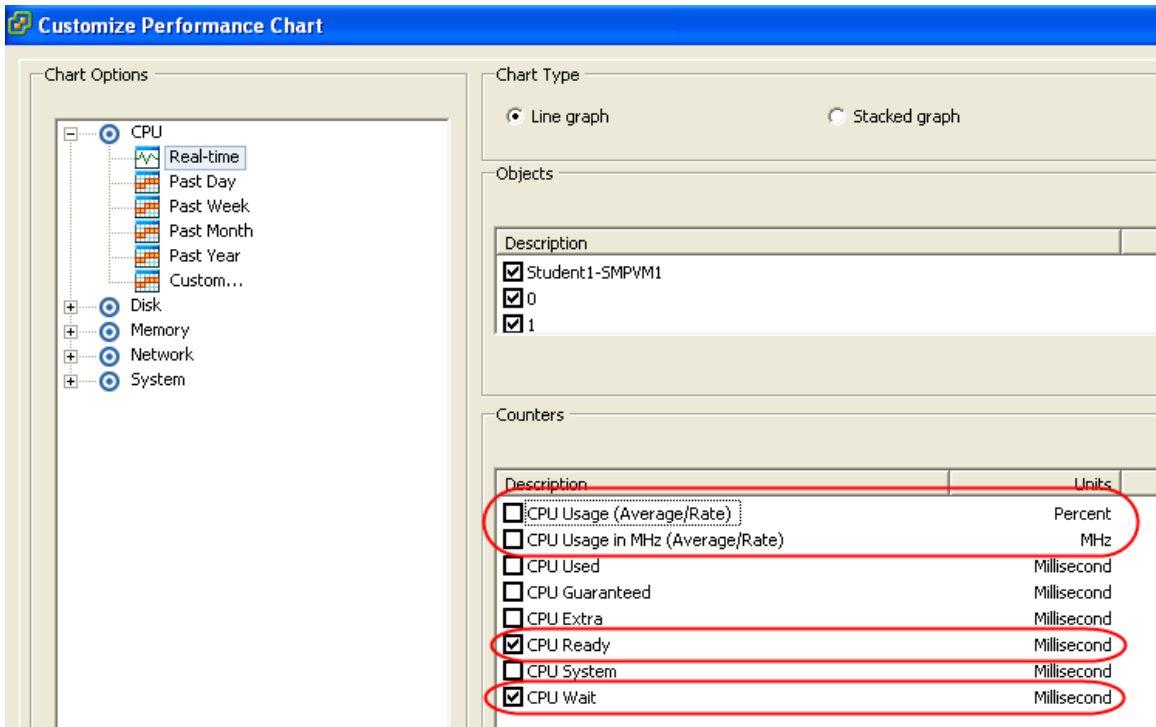 Customize Performance Chart
Chart Options
CPU
Real-time
Past Day
Past Week
Past Month
Past Year
Custom...
Disk
Memory
Network
System
Chart Type
Line graph
Stacked graph
Objects
Description
Student1-SMPVM1
0
1
Counters
Description Units
CPU Usage (Average/Rate) Percent
CPU Usage in MHz (Average/Rate) MHz
CPU Used Millisecond
CPU Guaranteed Millisecond
CPU Extra Millisecond
CPU Ready Millisecond
CPU System Millisecond
CPU Wait Millisecond